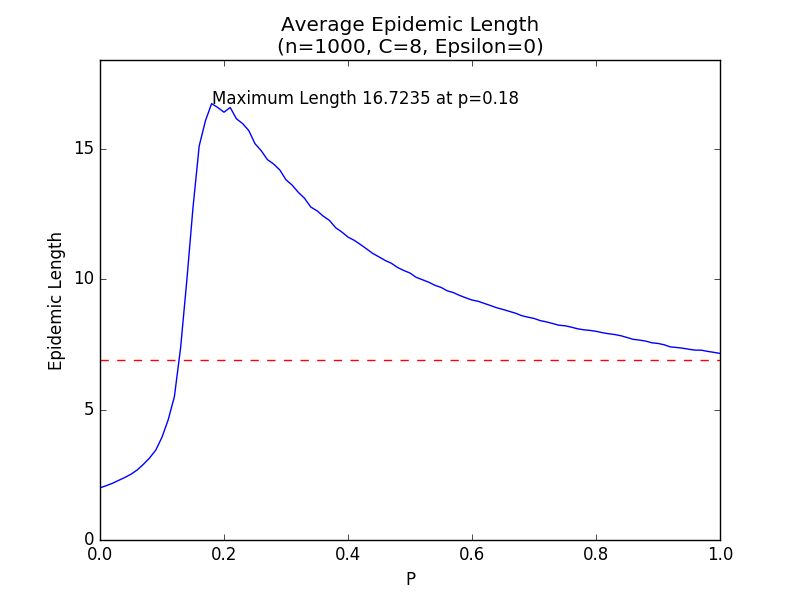 Average Epidemic Length
(n=1000, C=8, Epsilon=0)
Maximum Length 16.7235 at p=0.18
15
10
5
0
Epidemic Length
0.0 0.2 0.4 0.6 0.8 1.0
P